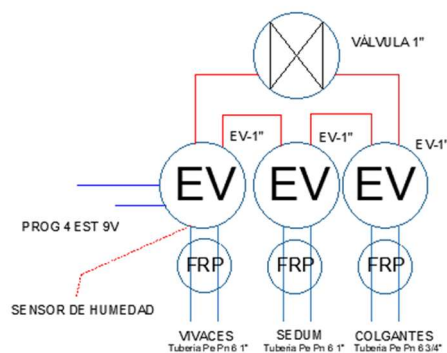 VÀLVULA 1"
EV-1"
EV-1"
EV-1"
EV
EV
EV
PROG 4 EST 9V
FRP
FRP
FRP
SENSOR DE HUMEDAD
VIVACES
Tuberia Pe Pn 6 1"
SEDUM
Tuberia Pe Pn 6 1"
COLGANTES
Tuberia Pe Pn 6 3/4"